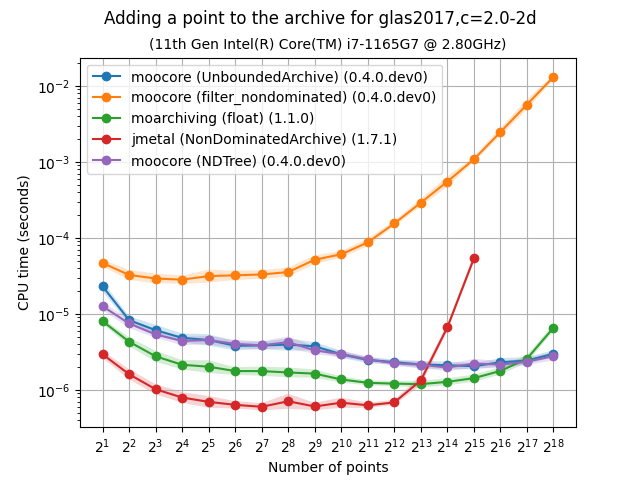 Adding a point to the archive for glas2017,c=2.0-2d
(11th Gen Intel(R) Core(TM) i7-1165G7 @ 2.80GHz)
moocore (UnboundedArchive) (0.4.0.dev0)
moocore (filter_nondominated) (0.4.0.dev0)
moarchiving (float) (1.1.0)
jmetal (NonDominatedArchive) (1.7.1)
moocore (NDTree) (0.4.0.dev0)
CPU time (seconds)
10⁻²
10⁻³
10⁻⁴
10⁻⁵
10⁻⁶
2¹ 2² 2³ 2⁴ 2⁵ 2⁶ 2⁷ 2⁸ 2⁹ 2¹⁰ 2¹¹ 2¹² 2¹³ 2¹⁴ 2¹⁵ 2¹⁶ 2¹⁷ 2¹⁸
Number of points